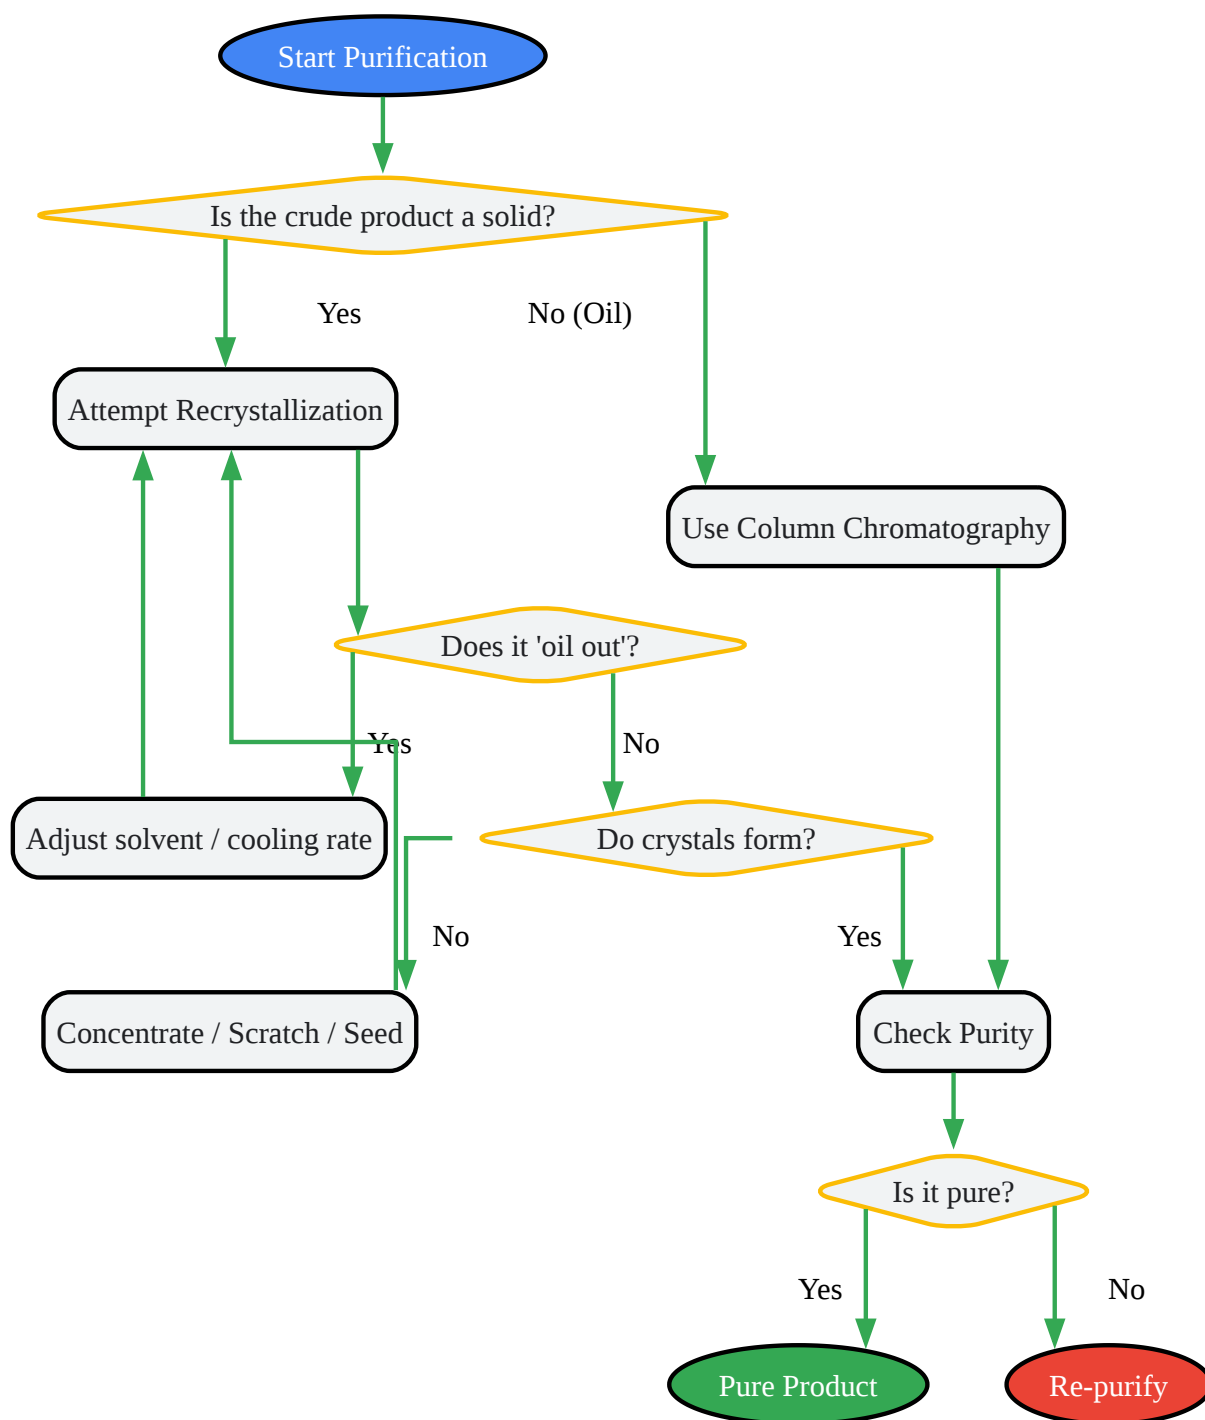 Start Purification
Is the crude product a solid?
Yes
No (Oil)
Attempt Recrystallization
Use Column Chromatography
Does it 'oil out'?
Yes
No
Adjust solvent / cooling rate
Do crystals form?
No
Yes
Concentrate / Scratch / Seed
Check Purity
Is it pure?
Yes
No
Pure Product
Re-purify